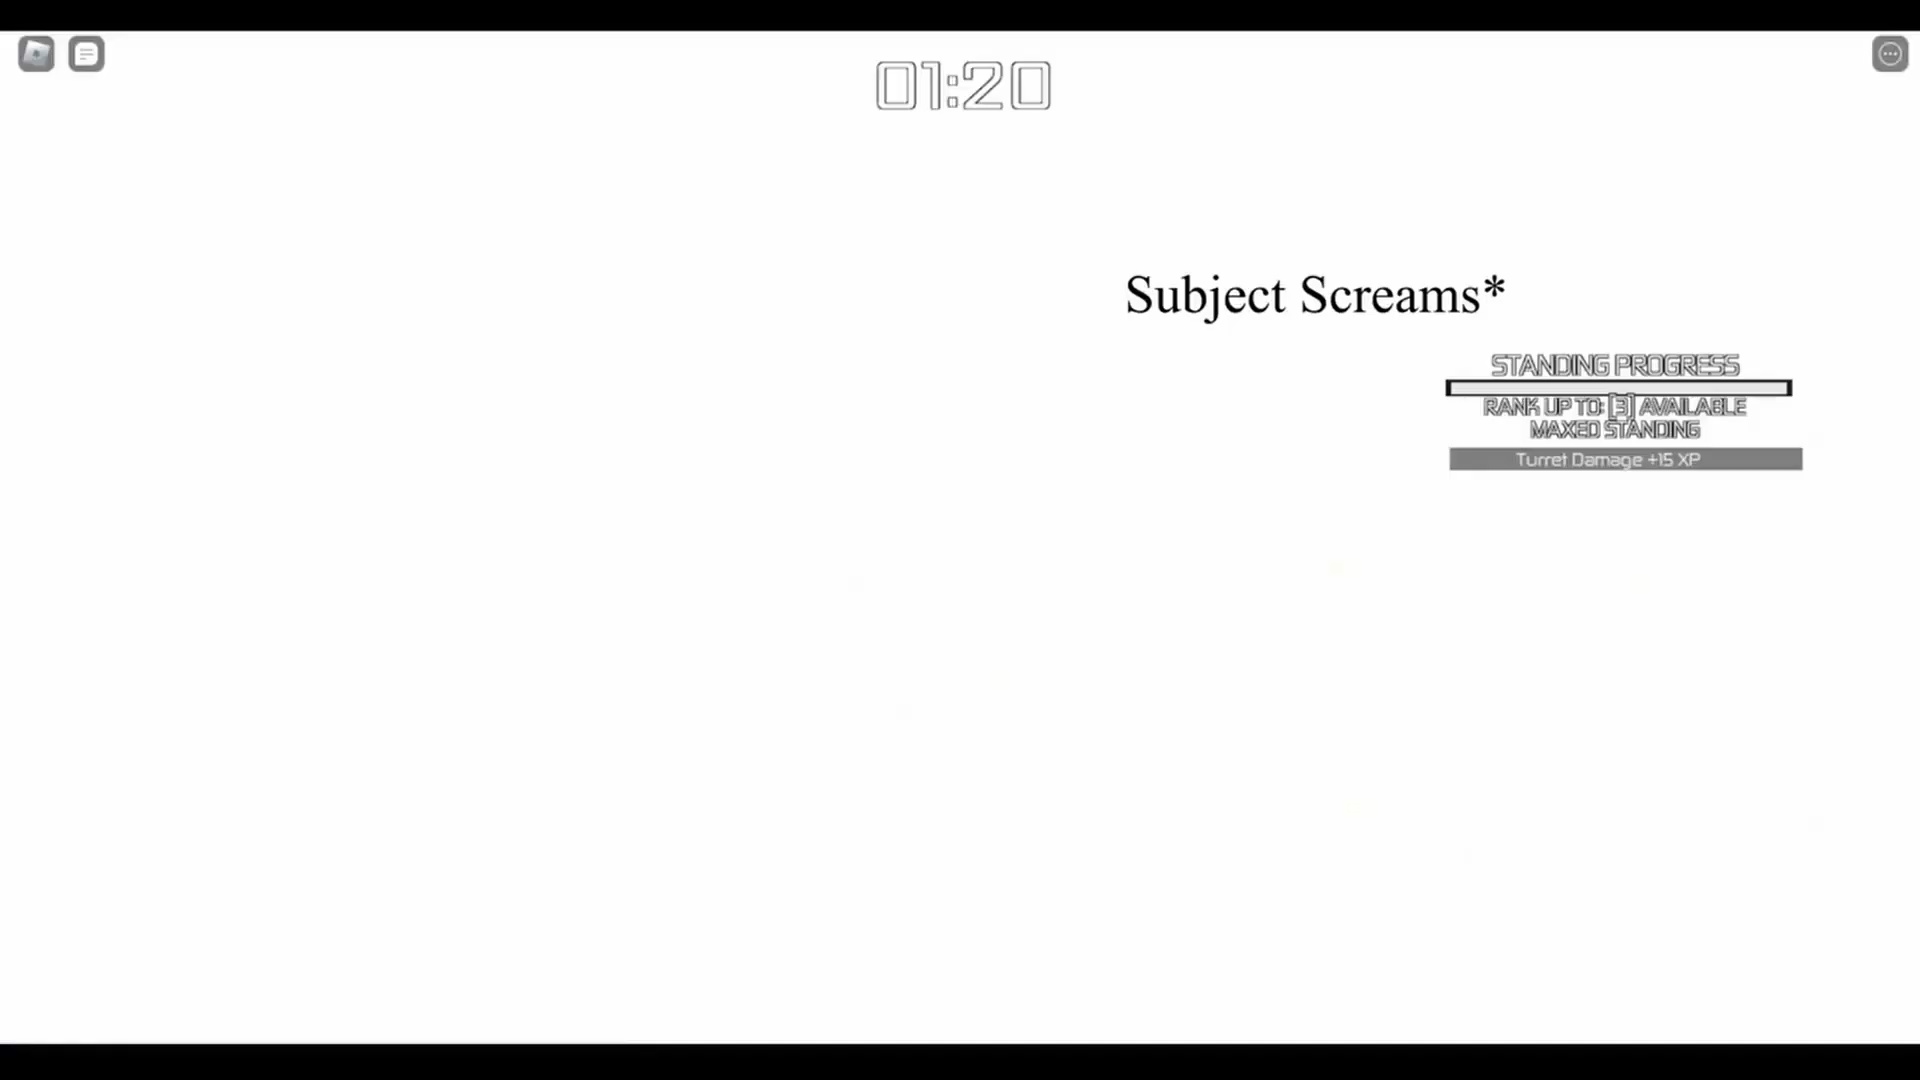 01:20
Subject Screams*
STANDING PROGRESS
RANK UP TO: [3] AVAILABLE
MAXED STANDING
Turret Damage +15 XP